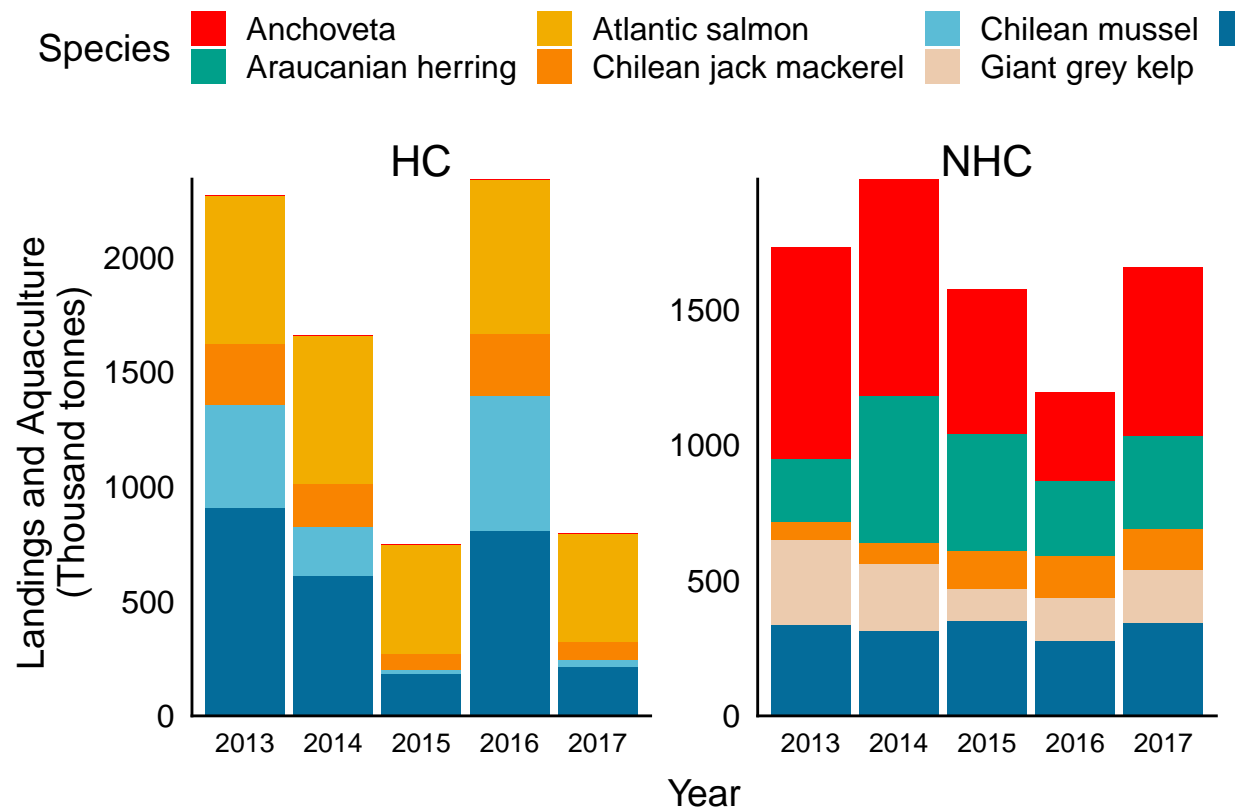 Species
Anchoveta
Atlantic salmon
Chilean mussel
Araucanian herring
Chilean jack mackerel
Giant grey kelp
HC
NHC
Landings and Aquaculture
(Thousand tonnes)
2000
1500
1000
500
0
1500
1000
500
0
2013 2014 2015 2016 2017
2013 2014 2015 2016 2017
Year